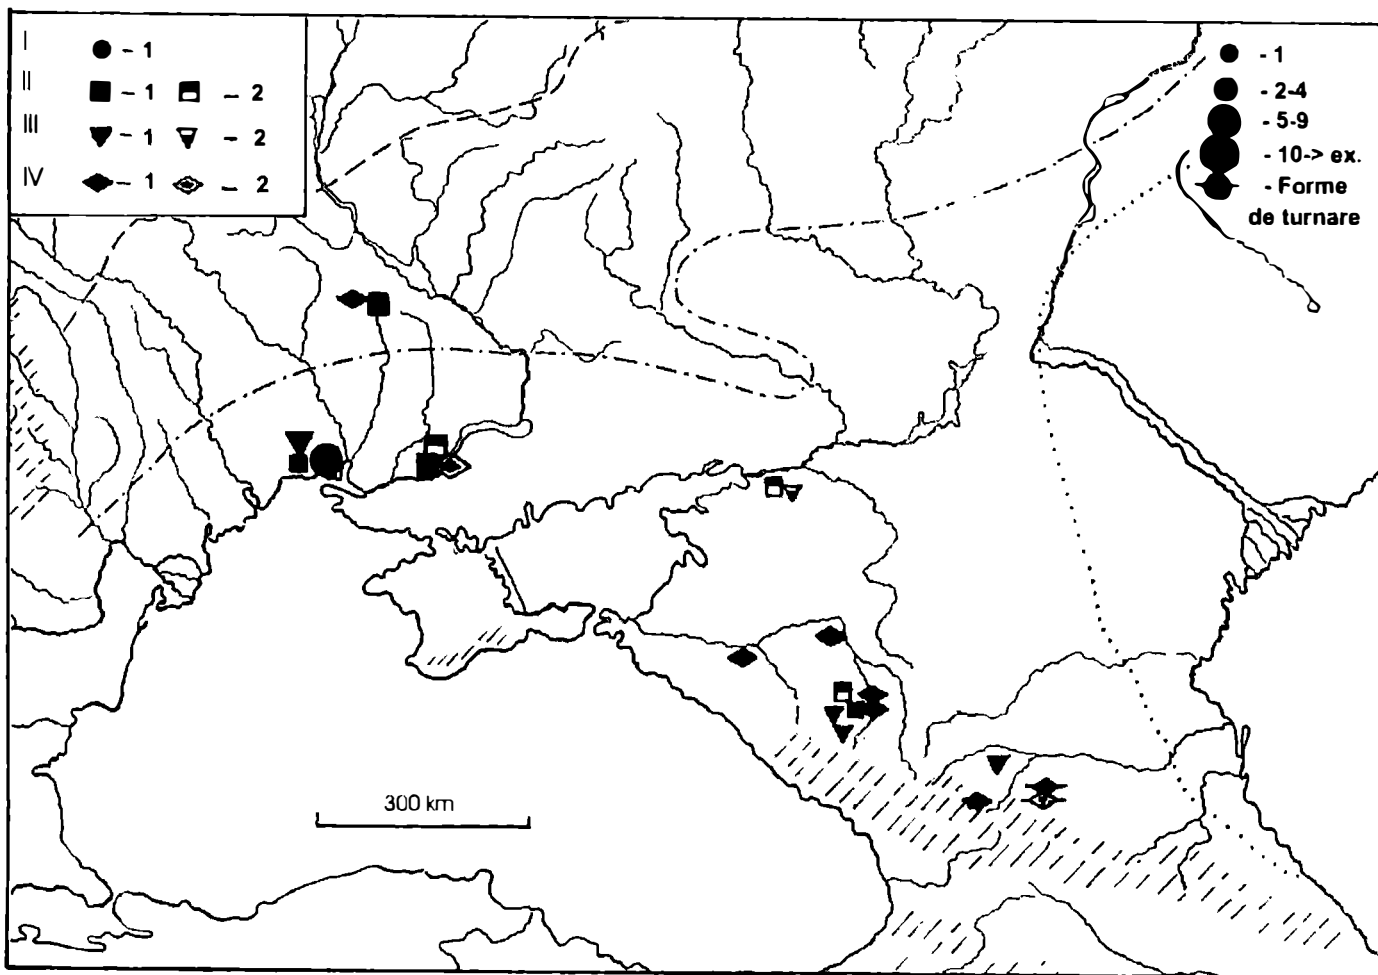 I – 1
II – 1 – 2
III – 1 – 2
IV – 1 – 2
- 1
- 2-4
- 5-9
- 10-> ex.
- Forme
de turnare
300 km